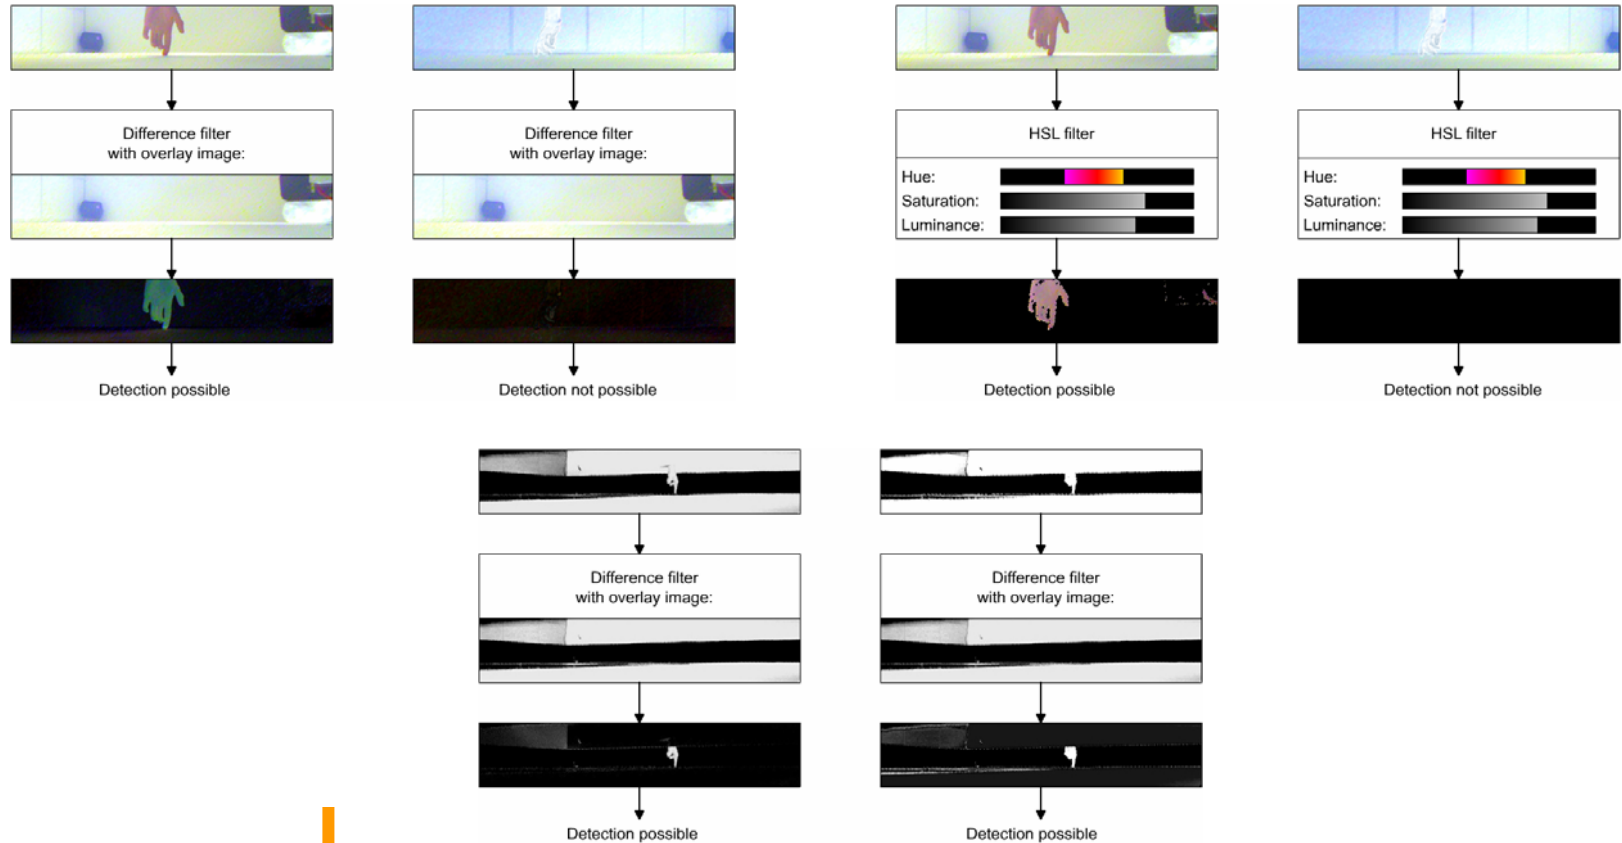 Difference filter
with overlay image:
Detection possible
Difference filter
with overlay image:
Detection not possible
HSL filter
Hue:
Saturation:
Luminance:
Detection possible
HSL filter
Hue:
Saturation:
Luminance:
Detection not possible
Difference filter
with overlay image:
Detection possible
Difference filter
with overlay image:
Detection possible